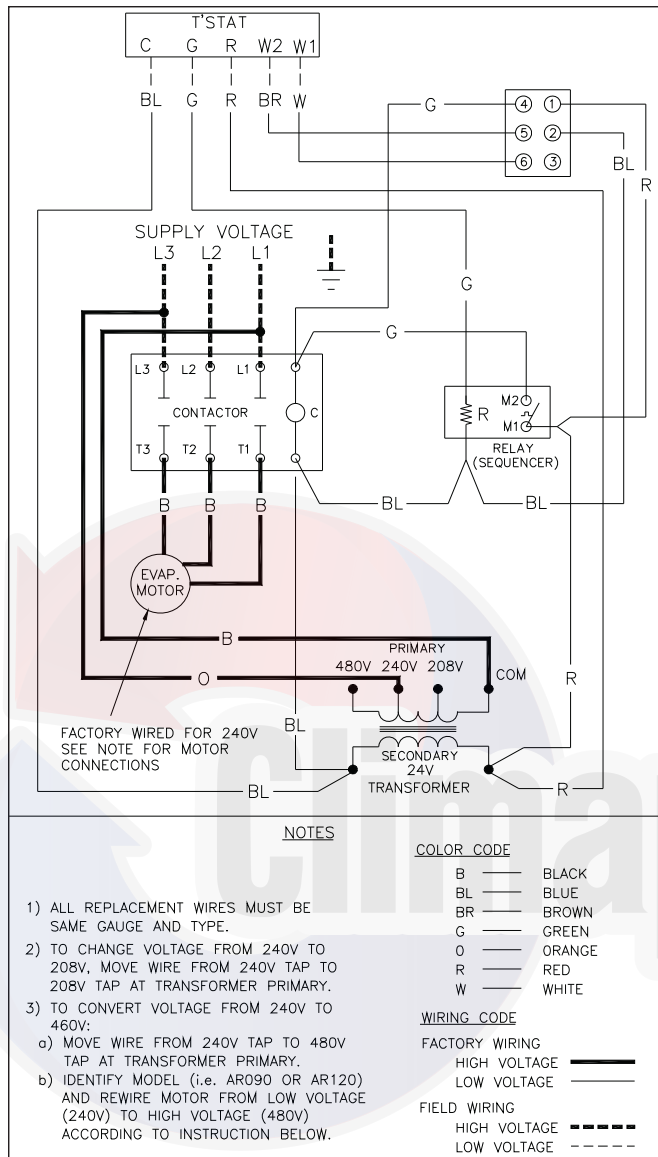 T'STAT
C G R W2 W1
BL G R BR W
G
4 1
5 2
6 3
BL
R
SUPPLY VOLTAGE
L3 L2 L1
G
G
L3 L2 L1
CONTACTOR
C
T3 T2 T1
R
M2
M1
RELAY
(SEQUENCER)
BL
BL
B B B
EVAP.
MOTOR
B
PRIMARY
480V 240V 208V
COM
O
R
FACTORY WIRED FOR 240V
SEE NOTE FOR MOTOR
CONNECTIONS
BL
SECONDARY
24V
TRANSFORMER
BL
R
Clima
NOTES
1) ALL REPLACEMENT WIRES MUST BE
SAME GAUGE AND TYPE.
2) TO CHANGE VOLTAGE FROM 240V TO
208V, MOVE WIRE FROM 240V TAP TO
208V TAP AT TRANSFORMER PRIMARY.
3) TO CONVERT VOLTAGE FROM 240V TO
460V:
a) MOVE WIRE FROM 240V TAP TO 480V
TAP AT TRANSFORMER PRIMARY.
b) IDENTIFY MODEL (i.e. AR090 OR AR120)
AND REWIRE MOTOR FROM LOW VOLTAGE
(240V) TO HIGH VOLTAGE (480V)
ACCORDING TO INSTRUCTION BELOW.
COLOR CODE
B BLACK
BL BLUE
BR BROWN
G GREEN
O ORANGE
R RED
W WHITE
WIRING CODE
FACTORY WIRING
HIGH VOLTAGE
LOW VOLTAGE
FIELD WIRING
HIGH VOLTAGE
LOW VOLTAGE